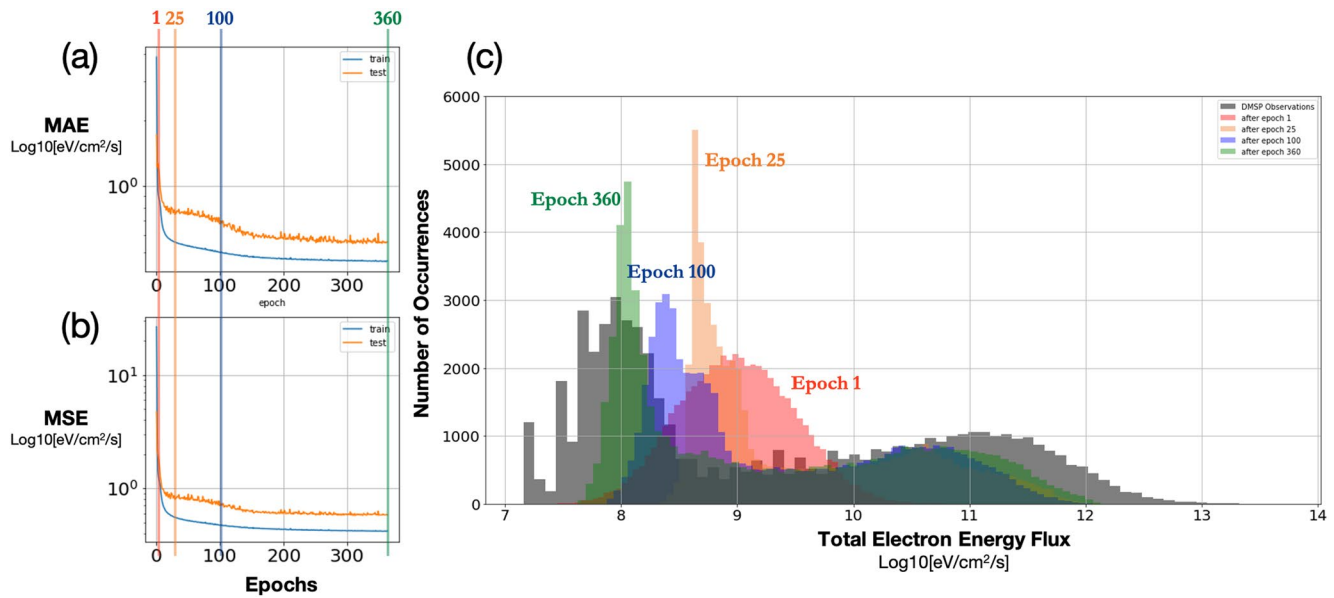 1 25 100 360
(a)
train
test
MAE
Log10[eV/cm²/s]
10⁰
0 100 200 300
epoch
(b)
train
test
10¹
MSE
Log10[eV/cm²/s]
10⁰
0 100 200 300
Epochs
(c)
6000
5000
4000
3000
2000
1000
0
Number of Occurrences
DMSP Observations
after epoch 1
after epoch 25
after epoch 100
after epoch 360
Epoch 25
Epoch 360
Epoch 100
Epoch 1
7 8 9 10 11 12 13 14
Total Electron Energy Flux
Log10[eV/cm²/s]